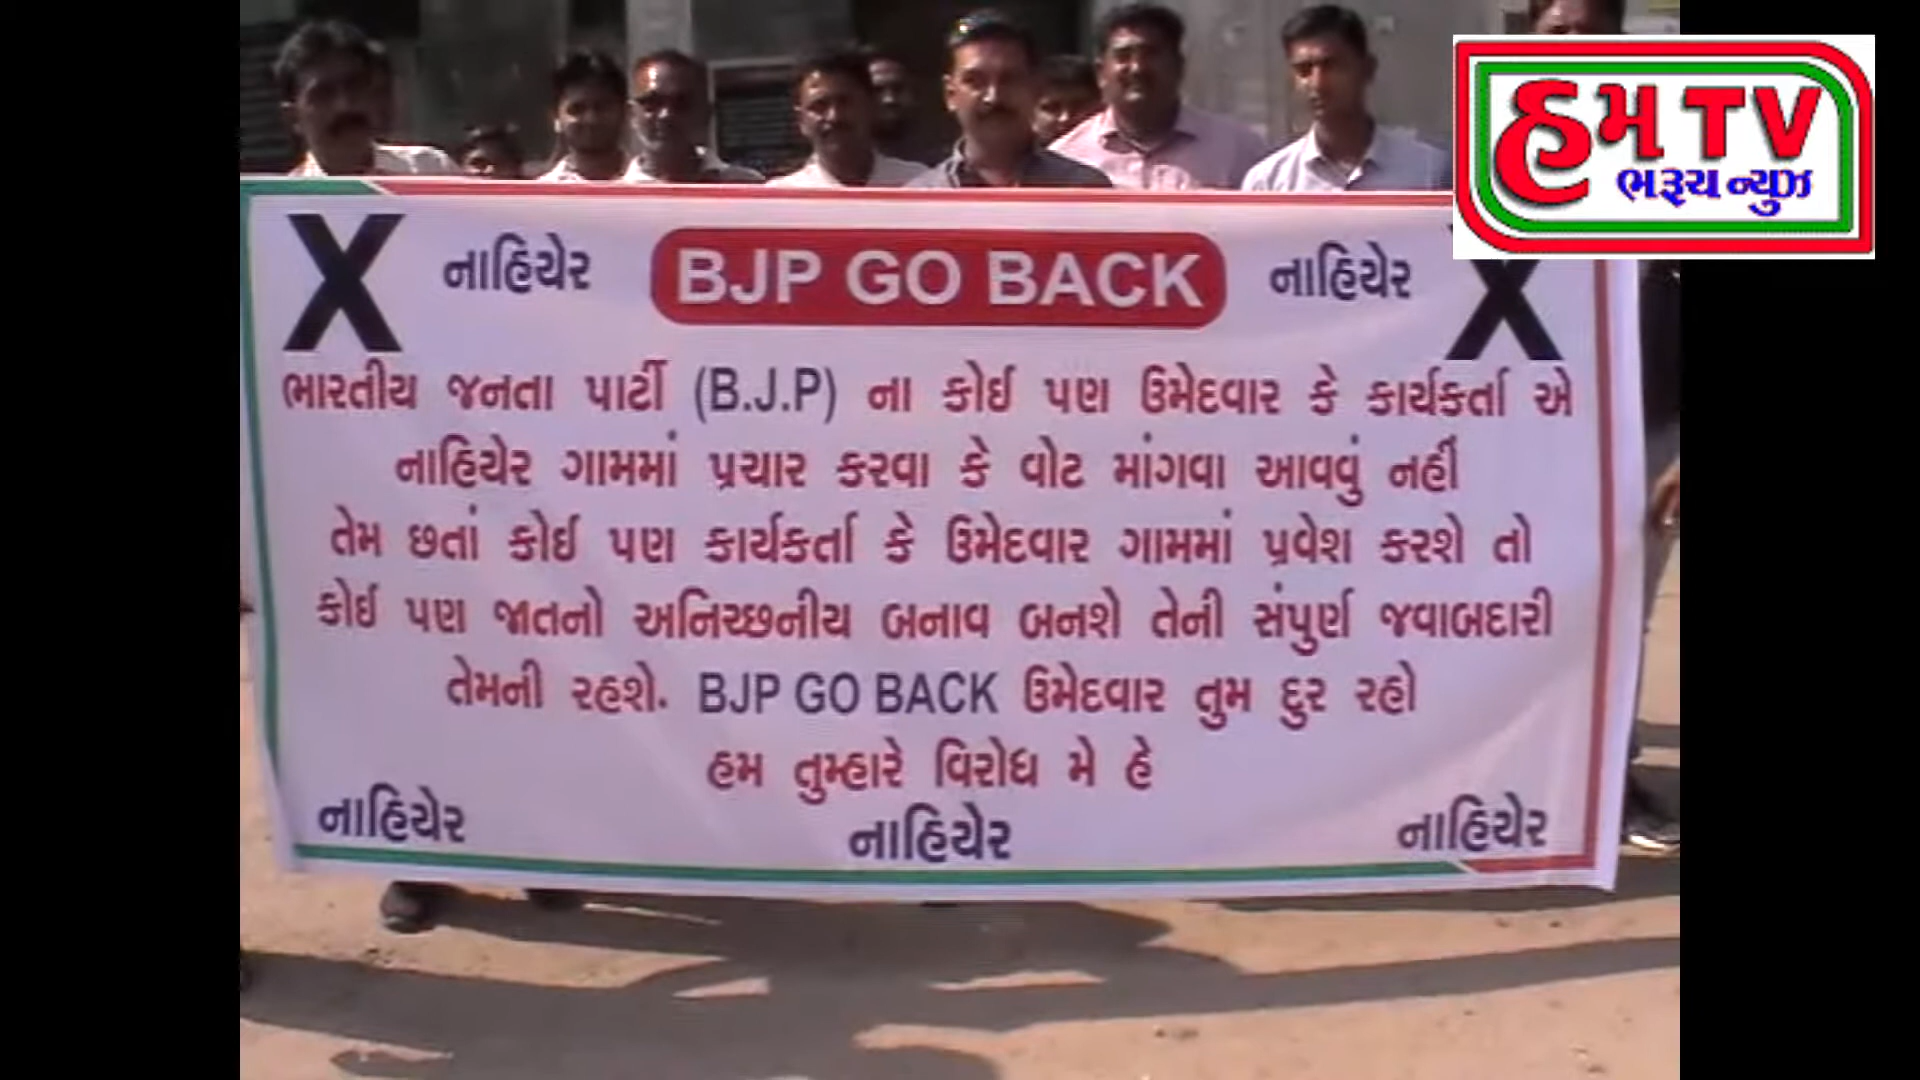 હમ TV
ભરૂચ ન્યુઝ
X નાહિયેર BJP GO BACK નાહિયેર X
ભારતીય જનતા પાર્ટી (B.J.P) ના કોઈ પણ ઉમેદવાર કે કાર્યકર્તા એ
નાહિયેર ગામમાં પ્રચાર કરવા કે વોટ માંગવા આવવું નહીં
તેમ છતાં કોઈ પણ કાર્યકર્તા કે ઉમેદવાર ગામમાં પ્રવેશ કરશે તો
કોઈ પણ જાતનો અનિચ્છનીય બનાવ બનશે તેની સંપુર્ણ જવાબદારી
તેમની રહશે. BJP GO BACK ઉમેદવાર તુમ દુર રહો
હમ તુમ્હારે વિરોધ મે હે
નાહિયેર નાહિયેર નાહિયેર